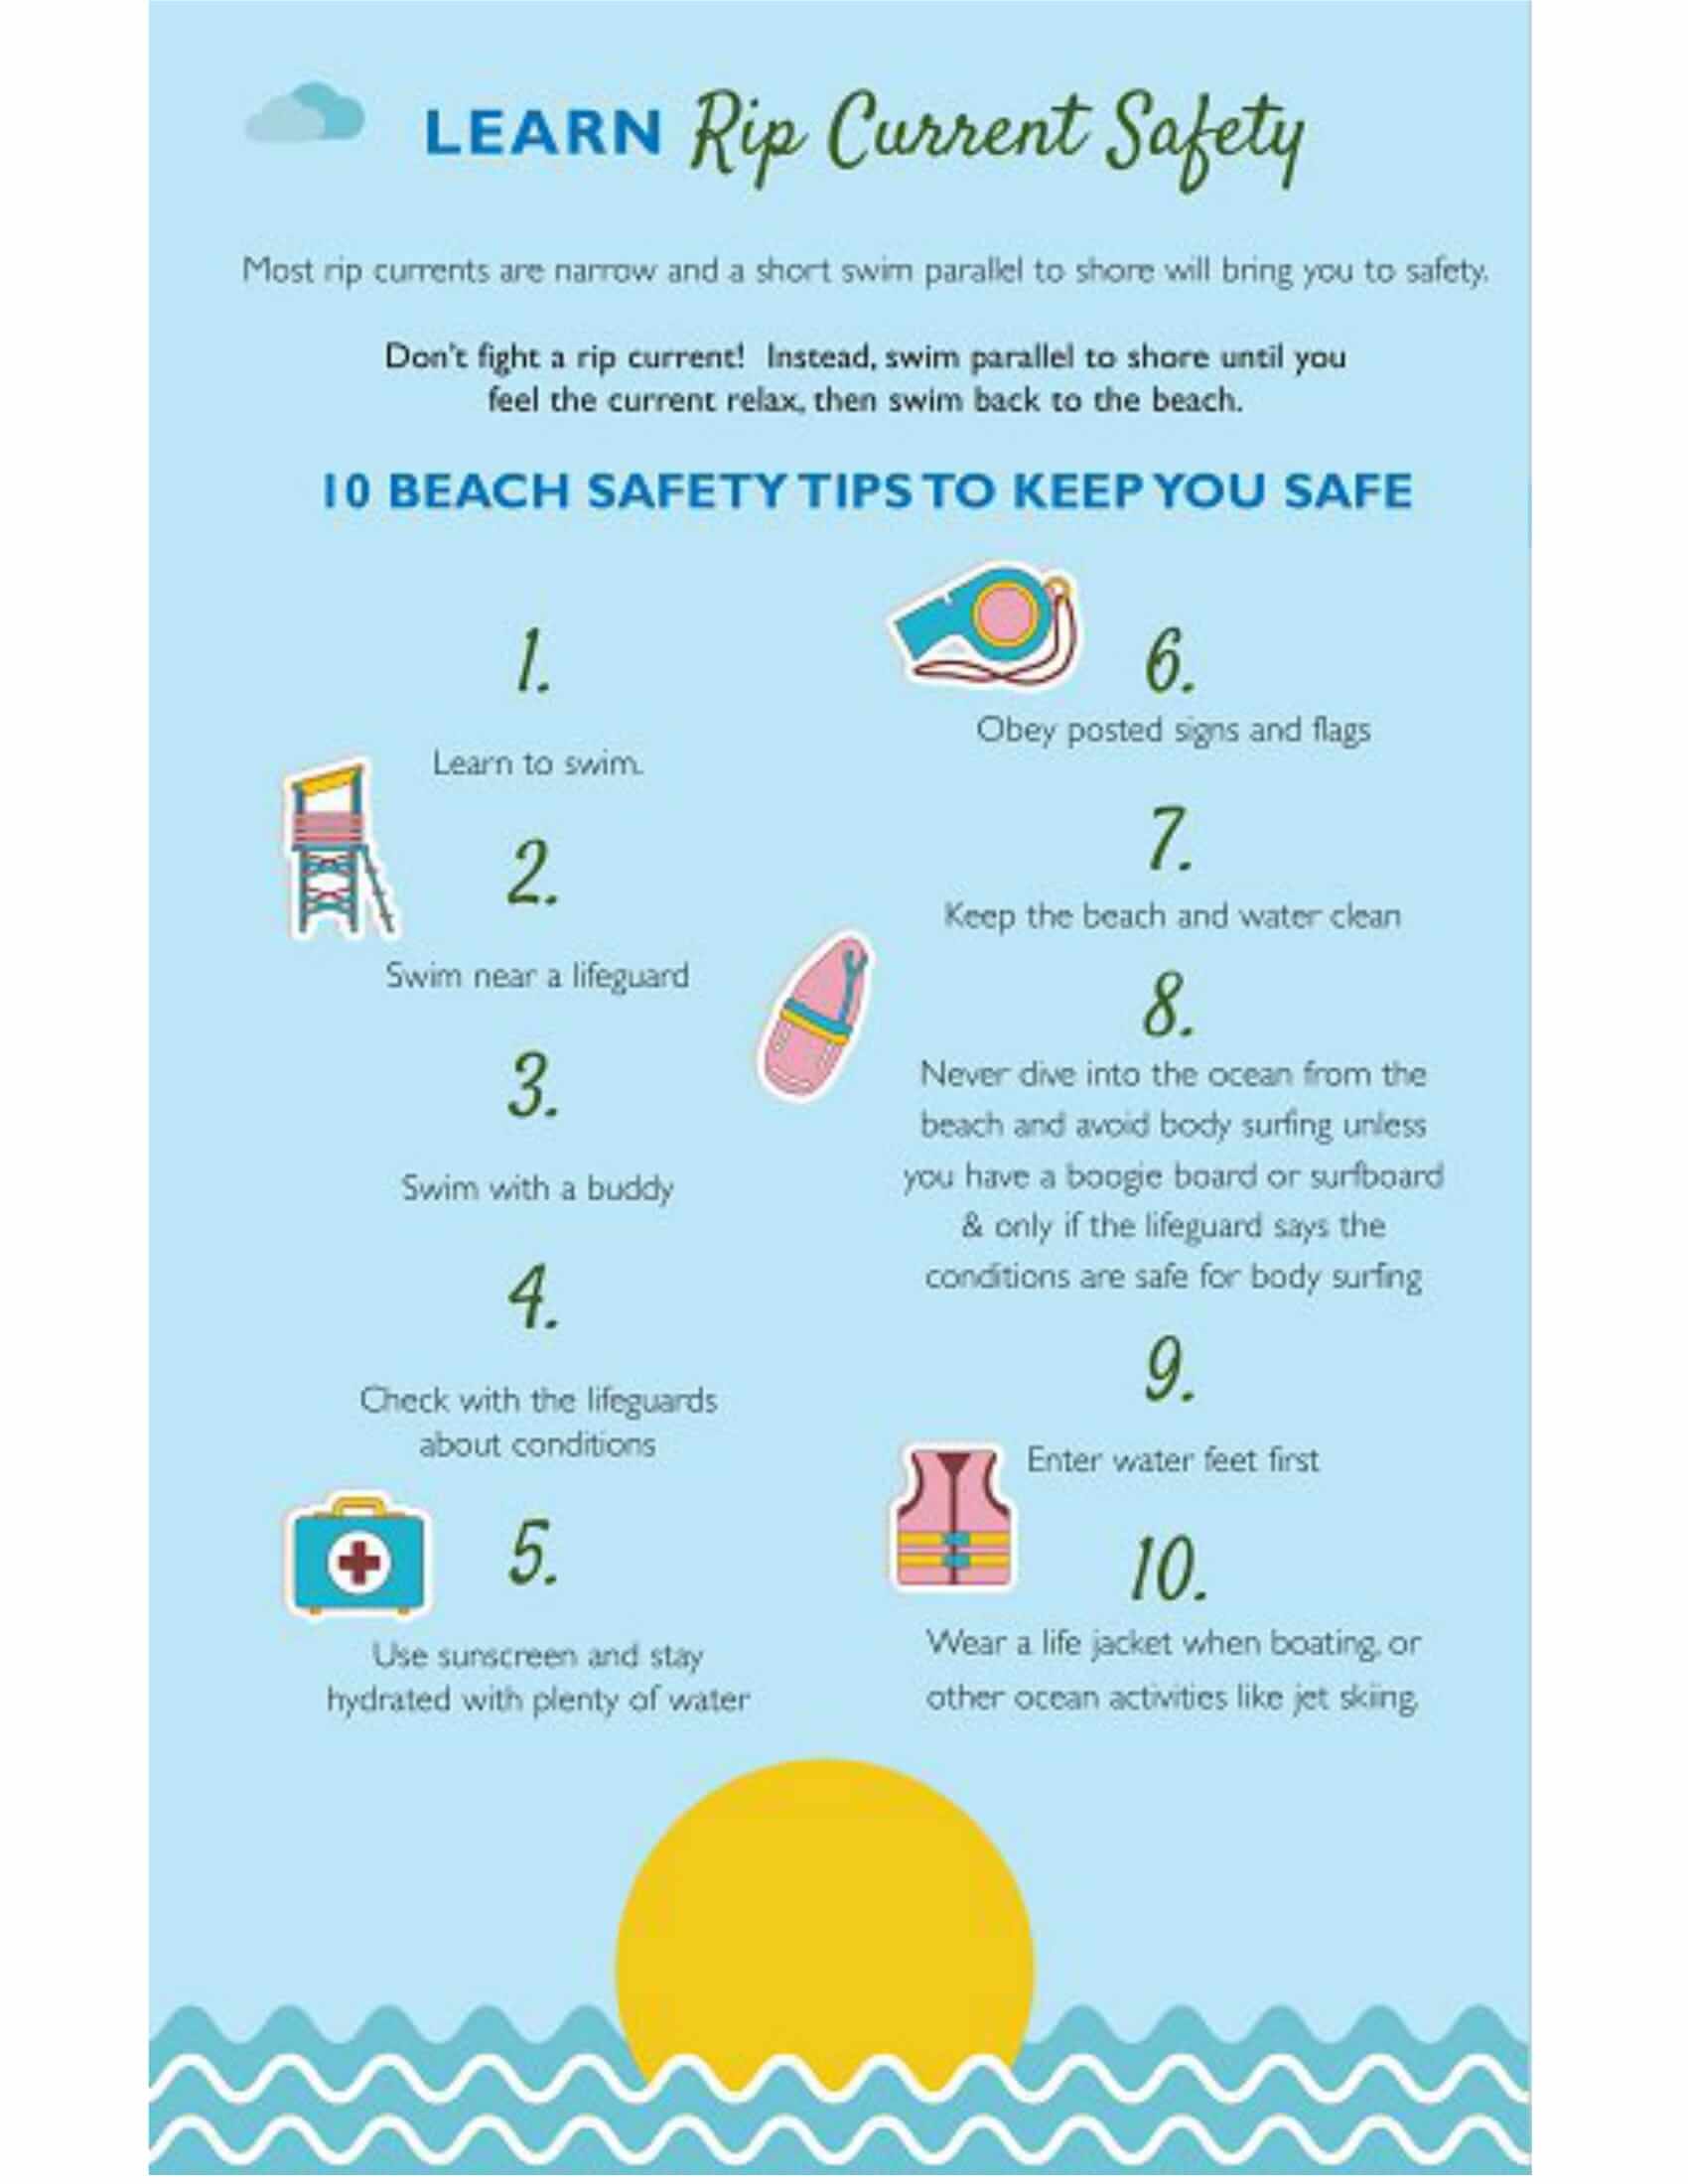 LEARN Rip Current Safety
Most rip currents are narrow and a short swim parallel to shore will bring you to safety.
Don't fight a rip current! Instead, swim parallel to shore until you
feel the current relax, then swim back to the beach.
10 BEACH SAFETY TIPS TO KEEP YOU SAFE
1.
Learn to swim.
2.
Swim near a lifeguard
3.
Swim with a buddy
4.
Check with the lifeguards
about conditions
5.
Use sunscreen and stay
hydrated with plenty of water
6.
Obey posted signs and flags
7.
Keep the beach and water clean
8.
Never dive into the ocean from the
beach and avoid body surfing unless
you have a boogie board or surfboard
& only if the lifeguard says the
conditions are safe for body surfing
9.
Enter water feet first
10.
Wear a life jacket when boating, or
other ocean activities like jet skiing.